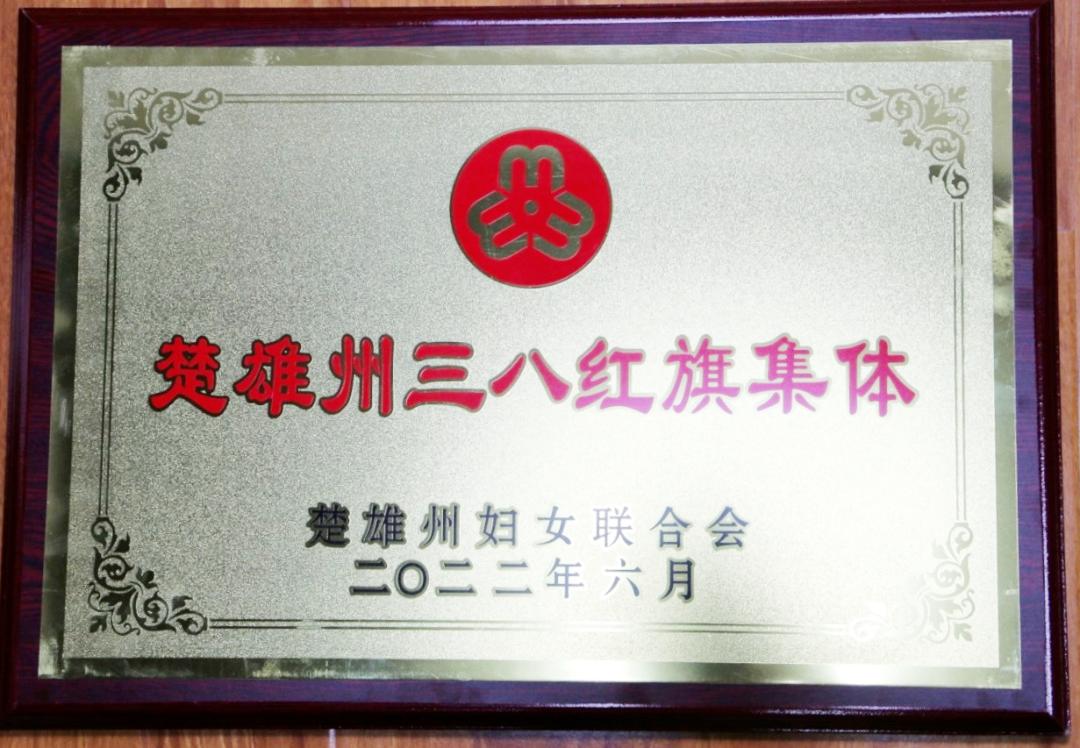 楚雄州三八红旗集体
楚雄州妇女联合会
二〇二二年六月